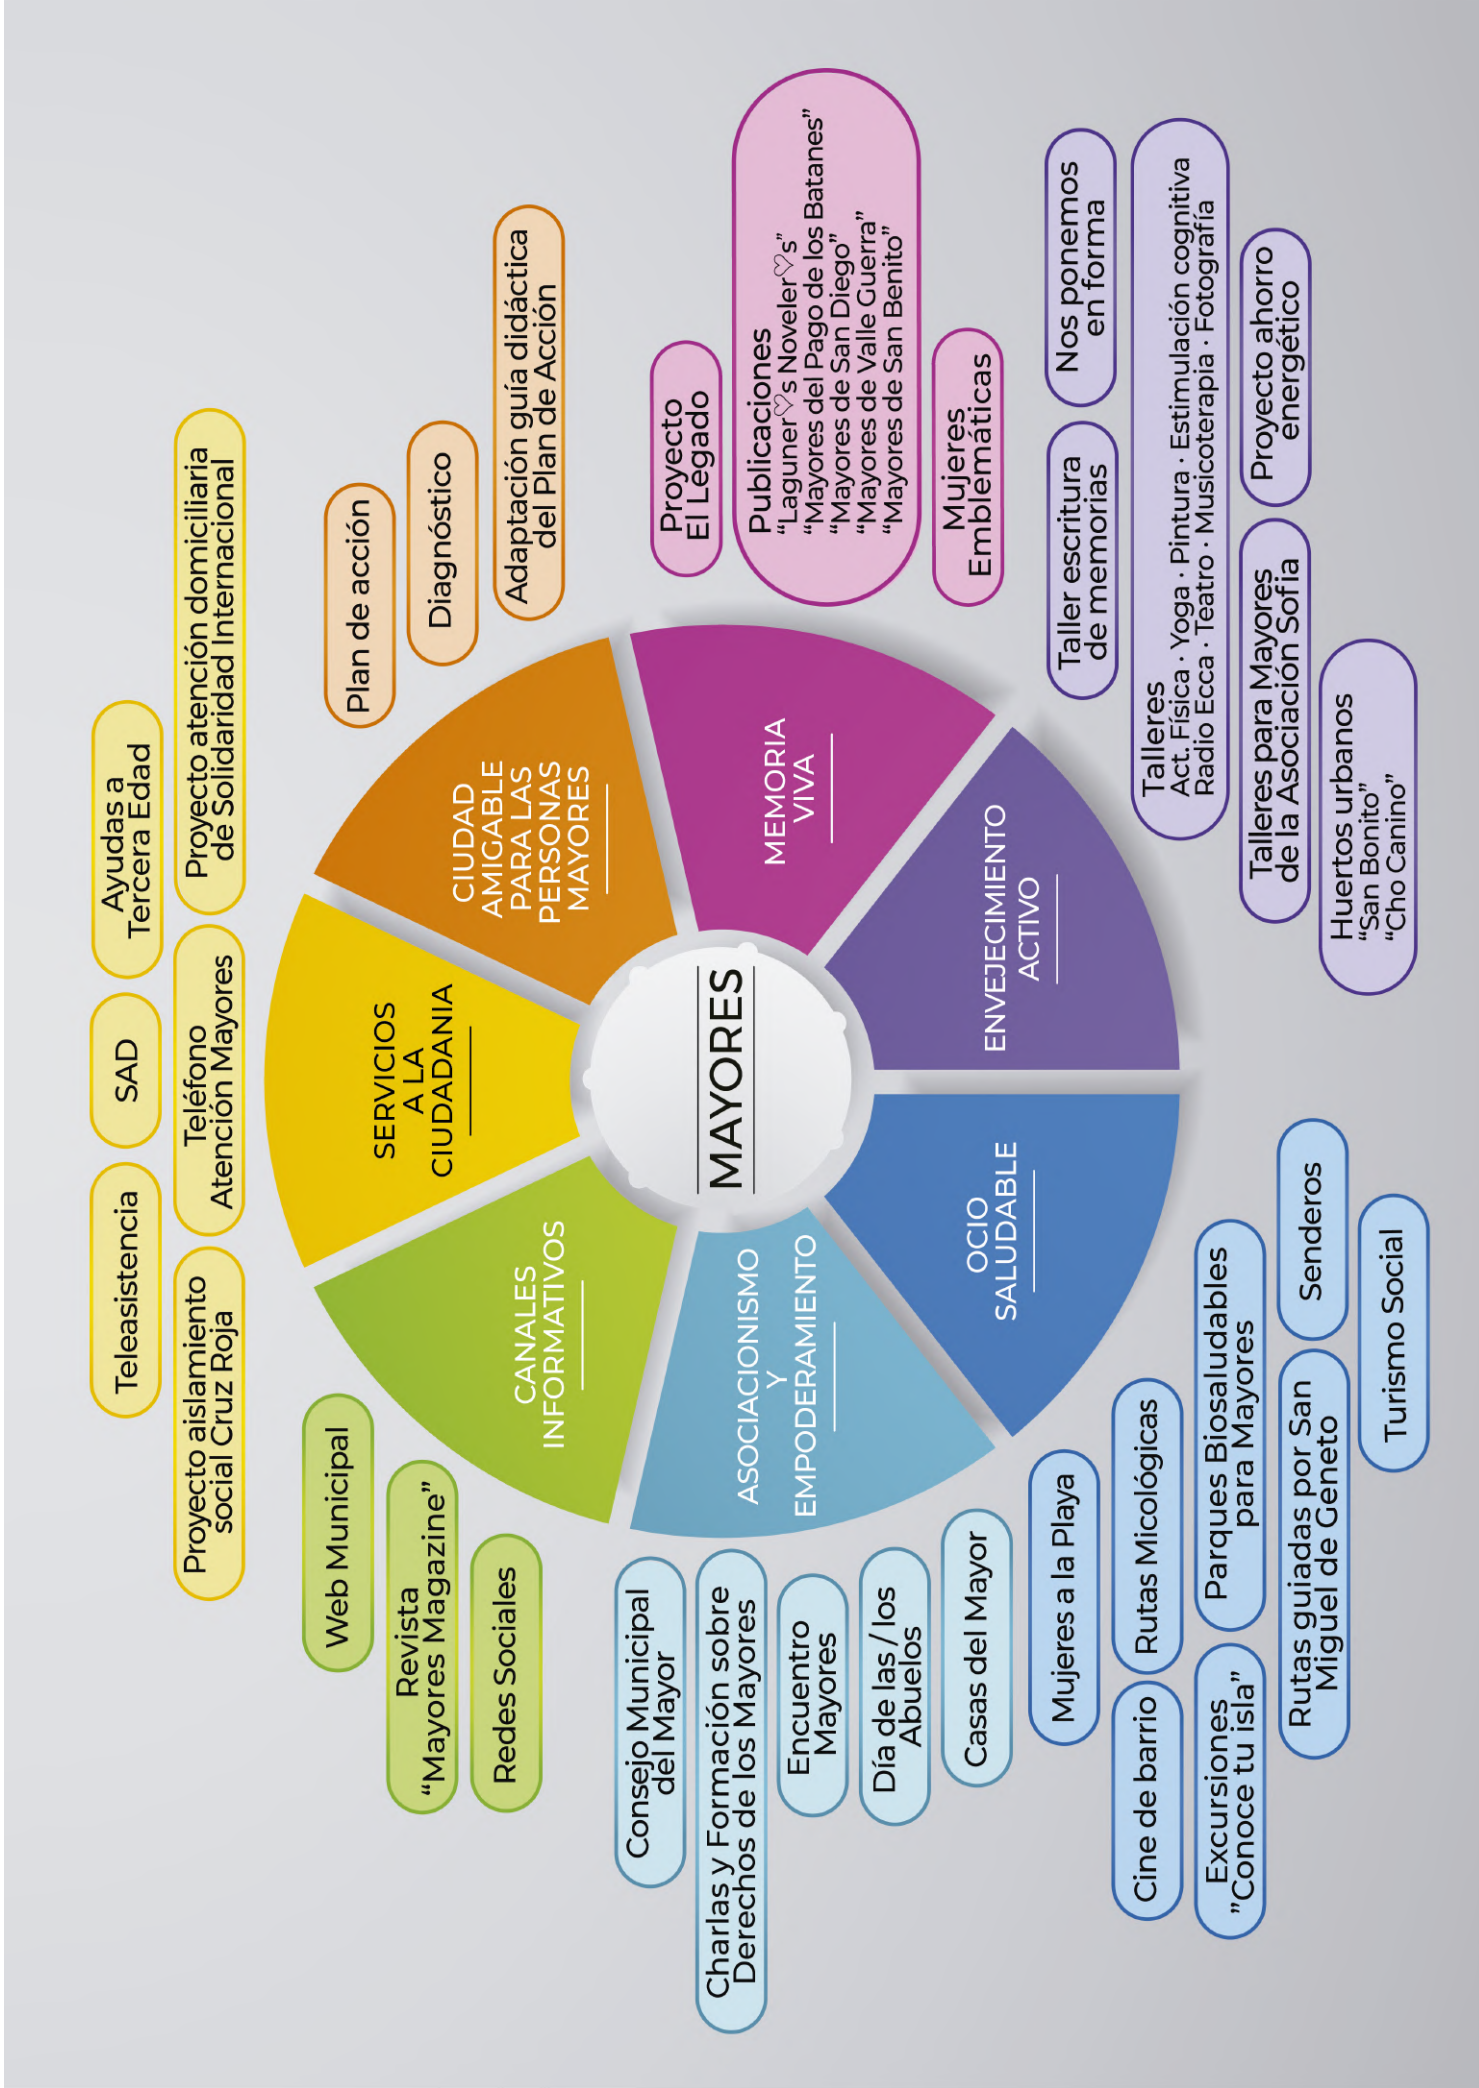 MAYORES
SERVICIOS
A LA
CIUDADANIA
Teleasistencia
SAD
Ayudas a
Tercera Edad
Proyecto aislamiento
social Cruz Roja
Teléfono
Atención Mayores
Proyecto atención domiciliaria
de Solidaridad Internacional
CIUDAD
AMIGABLE
PARA LAS
PERSONAS
MAYORES
Plan de acción
Diagnóstico
Adaptación guía didáctica
del Plan de Acción
MEMORIA
VIVA
Proyecto
El Legado
Publicaciones
“Laguner♡s Noveler♡s”
“Mayores del Pago de los Batanes”
“Mayores de San Diego”
“Mayores de Valle Guerra”
“Mayores de San Benito”
Mujeres
Emblemáticas
ENVEJECIMIENTO
ACTIVO
Taller escritura
de memorias
Nos ponemos
en forma
Talleres
Act. Física · Yoga · Pintura · Estimulación cognitiva
Radio Ecca · Teatro · Musicoterapia · Fotografía
Talleres para Mayores
de la Asociación Sofía
Proyecto ahorro
energético
Huertos urbanos
“San Bonito”
“Cho Canino”
OCIO
SALUDABLE
Mujeres a la Playa
Cine de barrio
Rutas Micológicas
Excursiones
”Conoce tu isla”
Parques Biosaludables
para Mayores
Rutas guiadas por San
Miguel de Geneto
Senderos
Turismo Social
ASOCIACIONISMO
Y
EMPODERAMIENTO
Consejo Municipal
del Mayor
Charlas y Formación sobre
Derechos de los Mayores
Encuentro
Mayores
Día de las / los
Abuelos
Casas del Mayor
CANALES
INFORMATIVOS
Web Municipal
Revista
“Mayores Magazine”
Redes Sociales